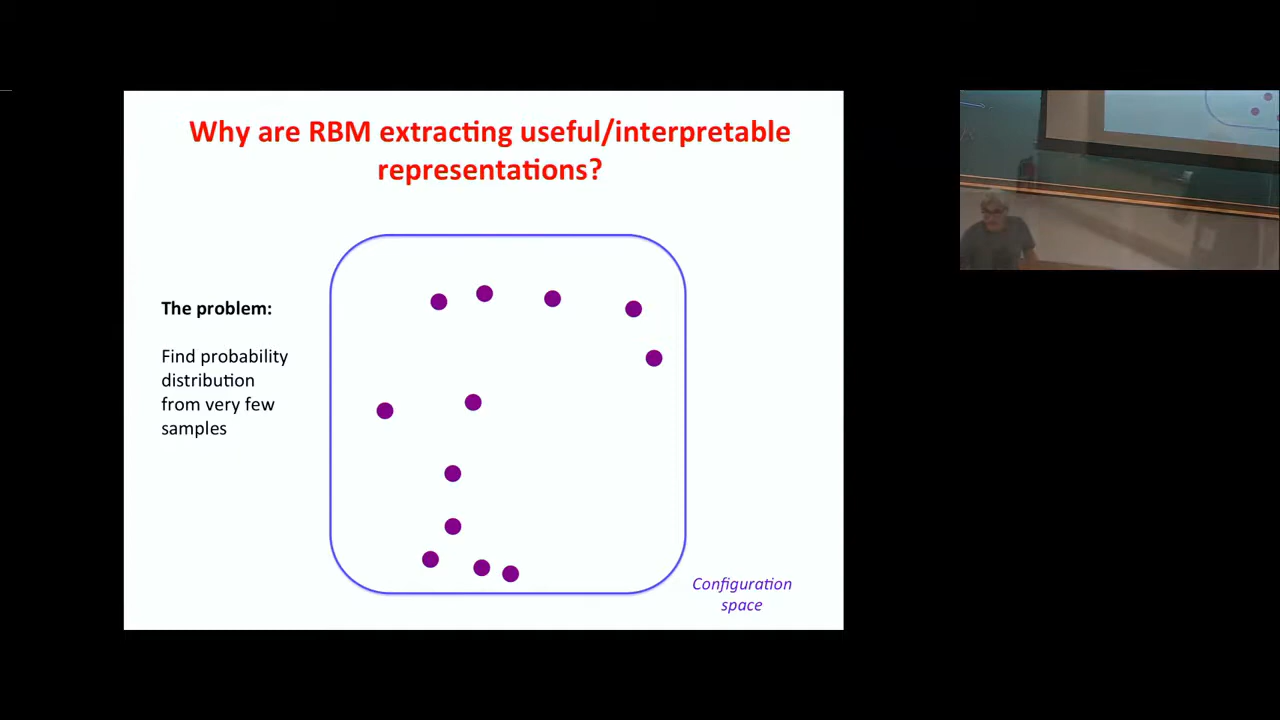 Why are RBM extracting useful/interpretable
representations?
The problem:
Find probability
distribution
from very few
samples
Configuration
space